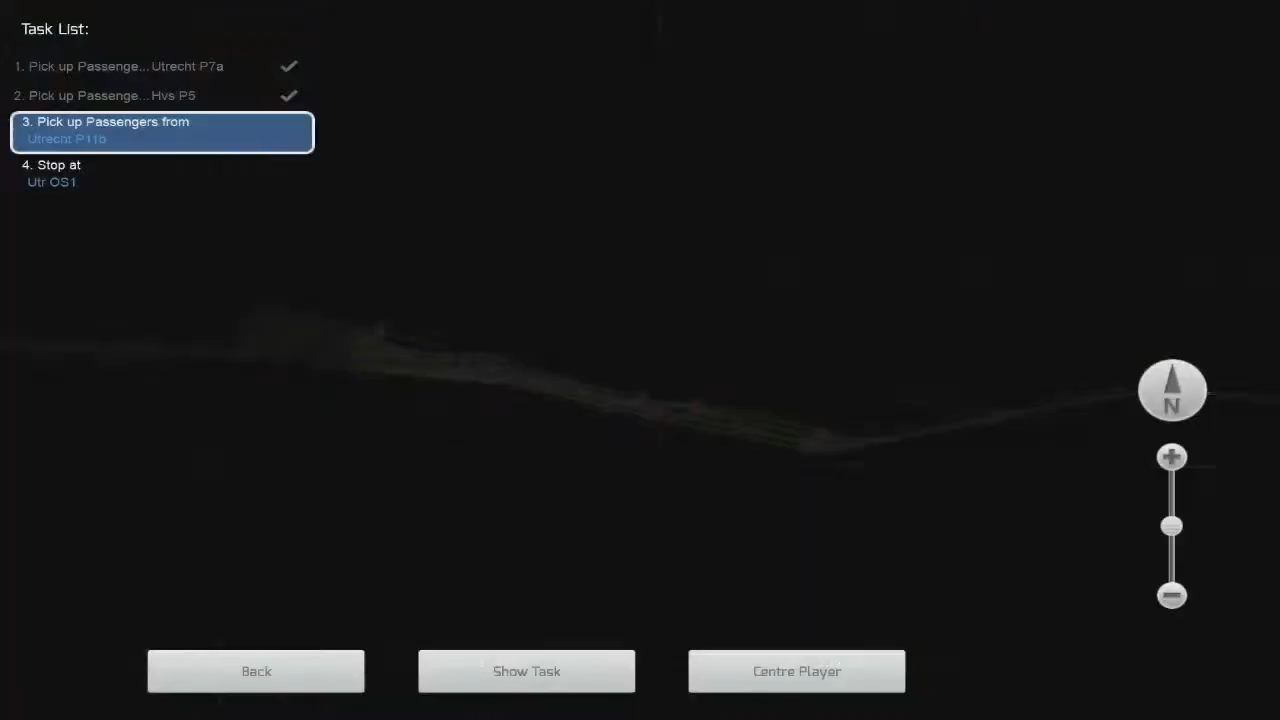 Task List:
1. Pick up Passenge... Utrecht P7a
2. Pick up Passenge... Hvs P5
3. Pick up Passengers from
Utrecht P11b
4. Stop at
Utr OS1
N
Back
Show Task
Centre Player